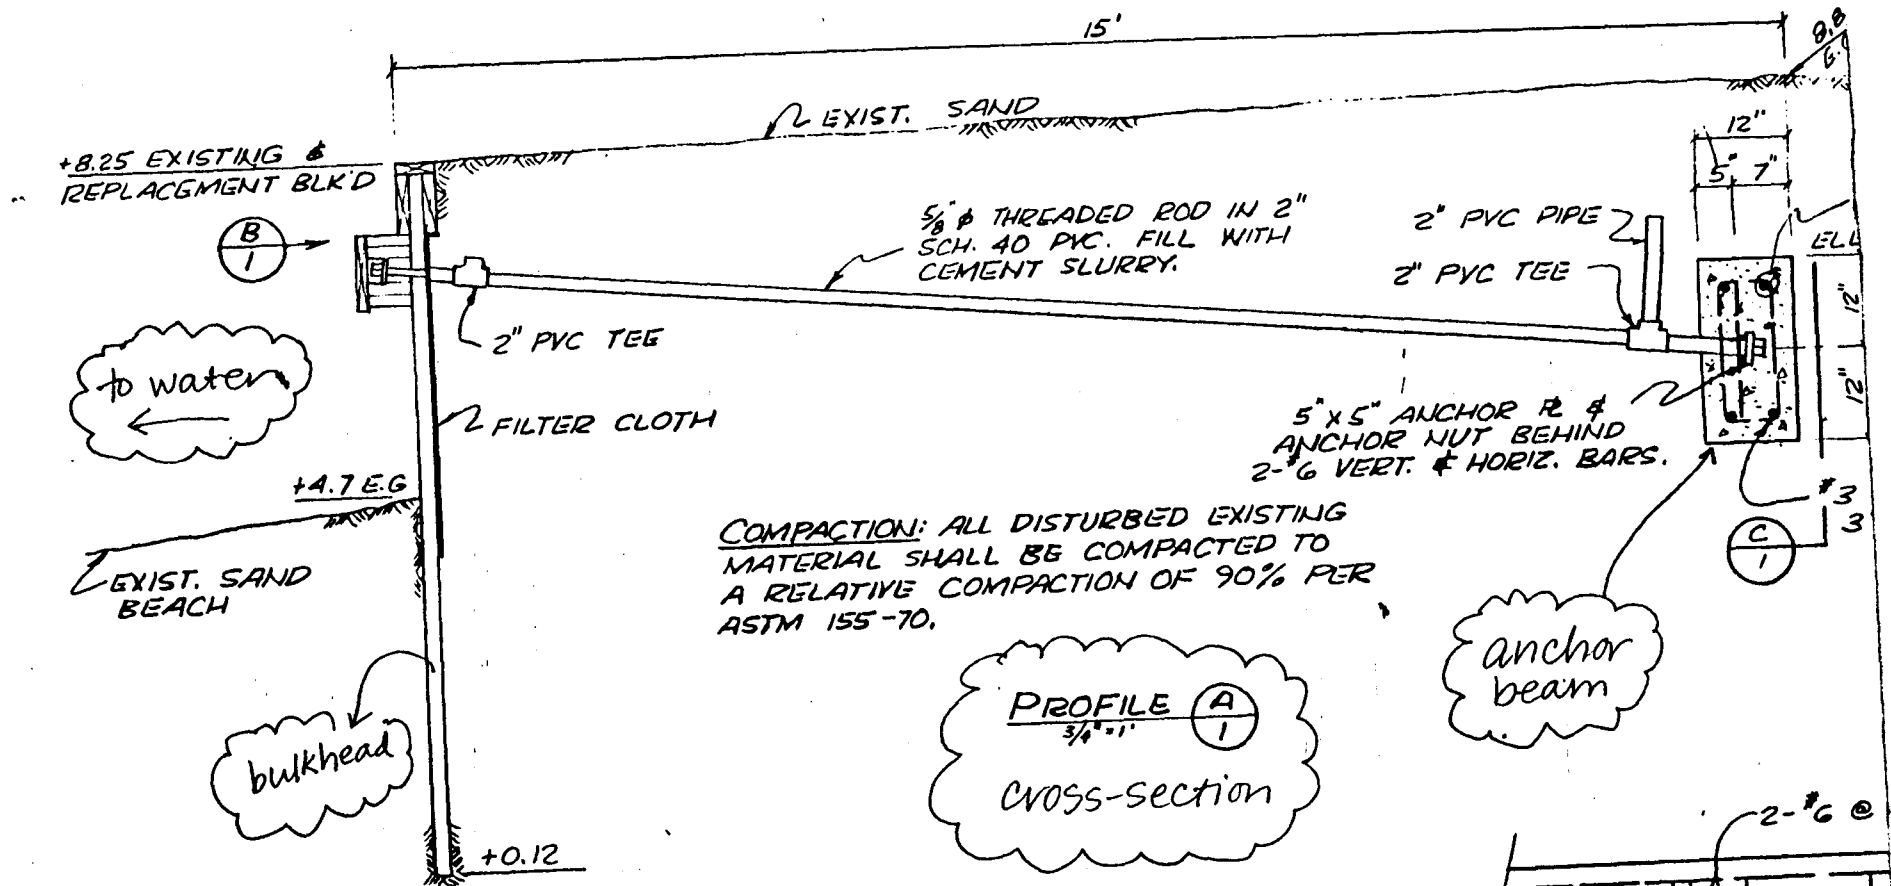 15'
8.8
EXIST. SAND
+8.25 EXISTING &
REPLACGMENT BLK'D
12"
5" 7"
B
1
5/8" ⌀ THREADED ROD IN 2"
SCH. 40 PVC. FILL WITH
CEMENT SLURRY.
2" PVC PIPE
2" PVC TEE
ELL
12"
12"
2" PVC TEE
to water
FILTER CLOTH
5" X 5" ANCHOR PL &
ANCHOR NUT BEHIND
2-#6 VERT. & HORIZ. BARS.
+4.7 E.G
#3
3
C
1
EXIST. SAND
BEACH
COMPACTION: ALL DISTURBED EXISTING
MATERIAL SHALL BE COMPACTED TO
A RELATIVE COMPACTION OF 90% PER
ASTM 155-70.
anchor
beam
PROFILE A
3/4" = 1' 1
cross-section
bulkhead
2-#6 @
+0.12